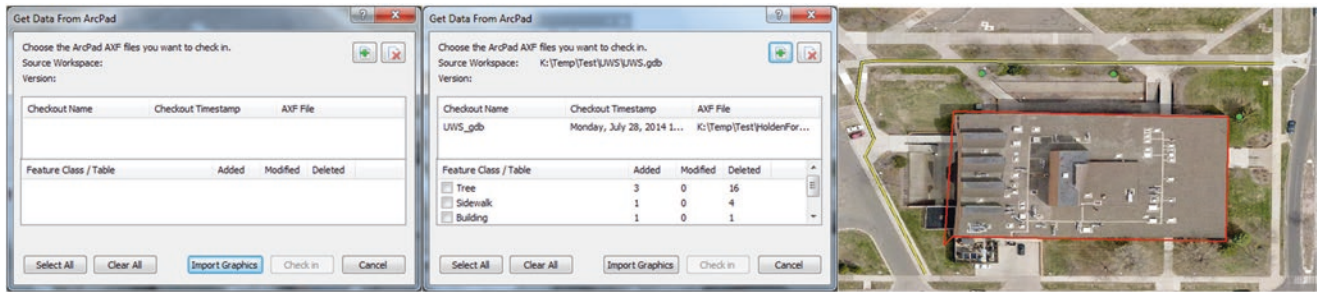 Get Data From ArcPad
Choose the ArcPad AXF files you want to check in.
Source Workspace:
Version:
Checkout Name Checkout Timestamp AXF File
Feature Class / Table Added Modified Deleted
Select All Clear All Import Graphics Check in Cancel
Get Data From ArcPad
Choose the ArcPad AXF files you want to check in.
Source Workspace: K:\Temp\Test\UWS\UWS.gdb
Version:
Checkout Name Checkout Timestamp AXF File
UWS_gdb Monday, July 28, 2014 1... K:\Temp\Test\HoldenFor...
Feature Class / Table Added Modified Deleted
Tree 3 0 16
Sidewalk 1 0 4
Building 1 0 1
Select All Clear All Import Graphics Check in Cancel